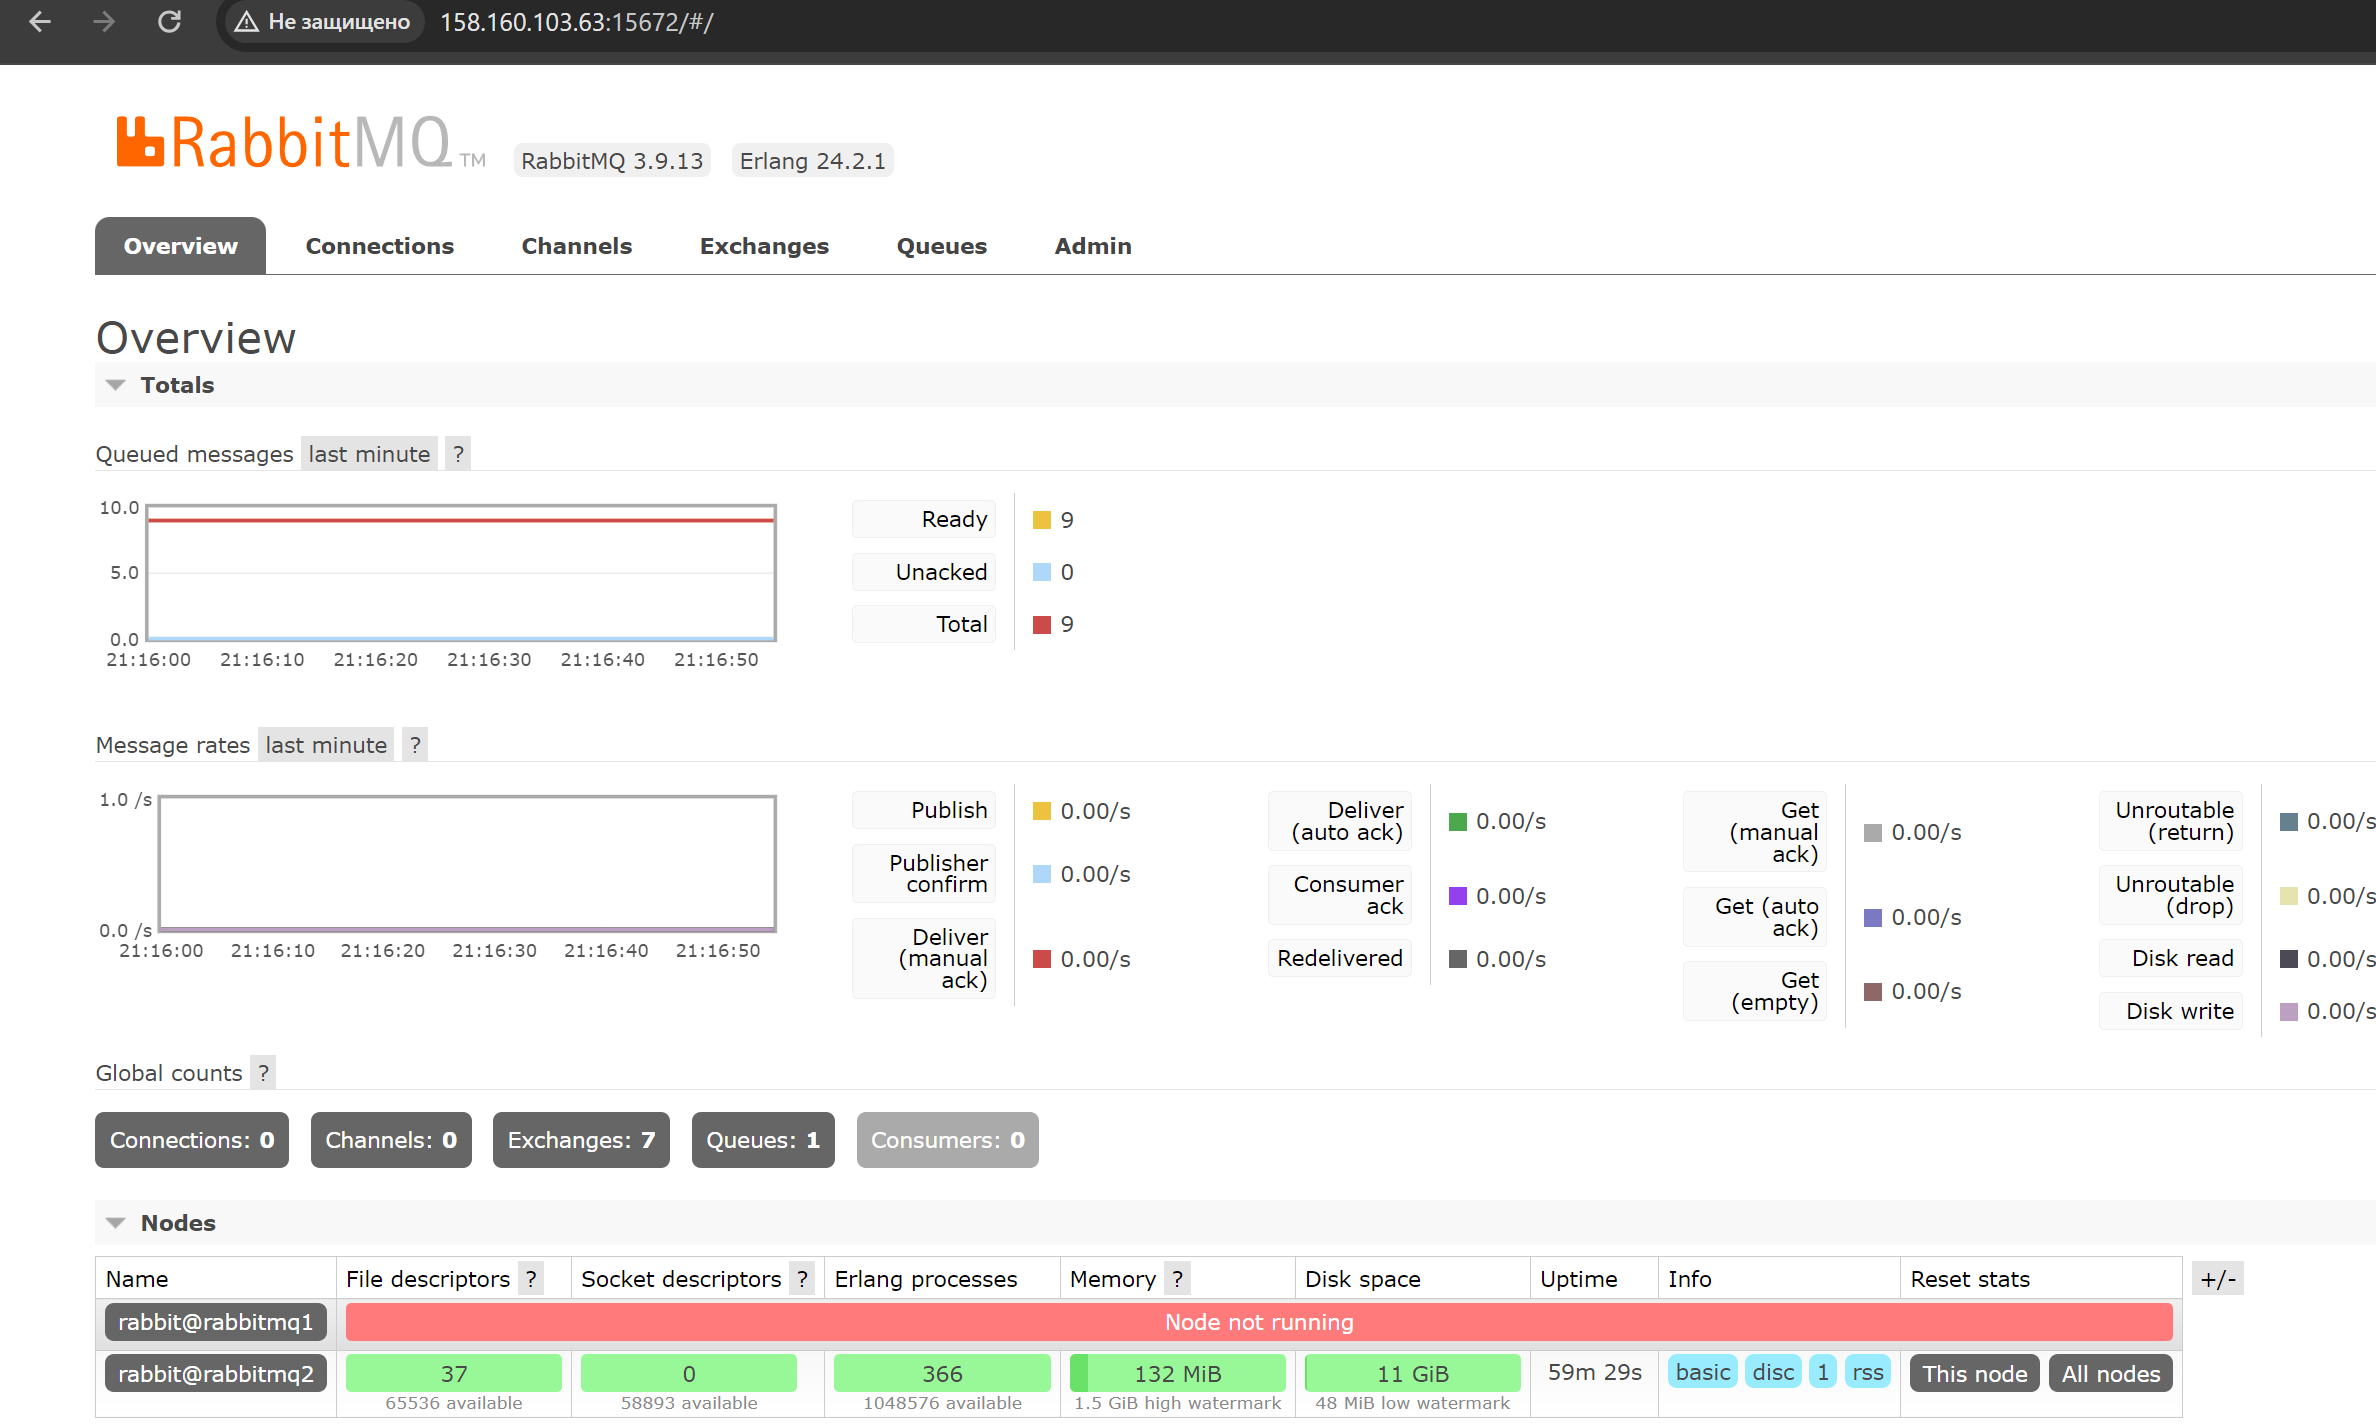 Не защищено 158.160.103.63:15672/#/
RabbitMQ TM RabbitMQ 3.9.13 Erlang 24.2.1
Overview Connections Channels Exchanges Queues Admin
Overview
Totals
Queued messages last minute ?
10.0
5.0
0.0
21:16:00 21:16:10 21:16:20 21:16:30 21:16:40 21:16:50
Ready 9
Unacked 0
Total 9
Message rates last minute ?
1.0 /s
0.0 /s
21:16:00 21:16:10 21:16:20 21:16:30 21:16:40 21:16:50
Publish 0.00/s
Publisher
confirm 0.00/s
Deliver
(manual
ack) 0.00/s
Deliver
(auto ack) 0.00/s
Consumer
ack 0.00/s
Redelivered 0.00/s
Get
(manual
ack) 0.00/s
Get (auto
ack) 0.00/s
Get
(empty) 0.00/s
Unroutable
(return) 0.00/s
Unroutable
(drop) 0.00/s
Disk read 0.00/s
Disk write 0.00/s
Global counts ?
Connections: 0 Channels: 0 Exchanges: 7 Queues: 1 Consumers: 0
Nodes
Name File descriptors ? Socket descriptors ? Erlang processes Memory ? Disk space Uptime Info Reset stats +/-
rabbit@rabbitmq1 Node not running
rabbit@rabbitmq2 37 0 366 132 MiB 11 GiB 59m 29s basic disc 1 rss This node All nodes
65536 available 58893 available 1048576 available 1.5 GiB high watermark 48 MiB low watermark